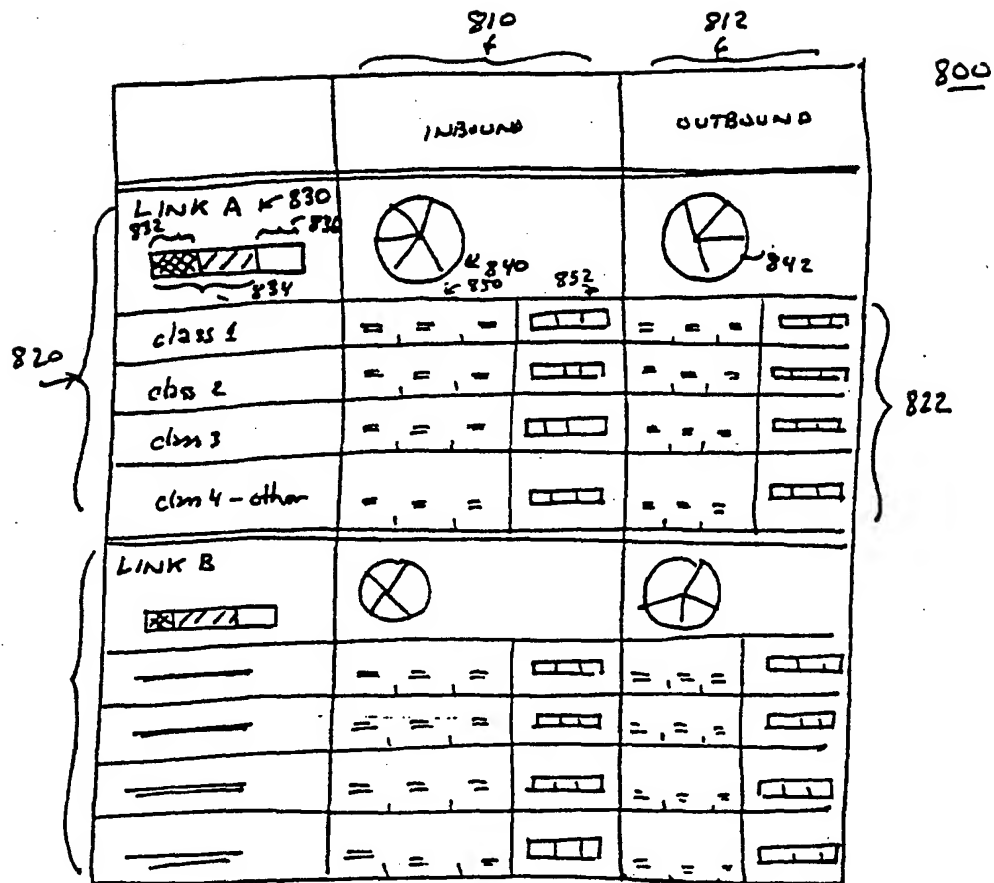 810 812
800
INBOUND OUTBOUND
LINK A 830
832 836
840 842
850 852
834
class 1
820
class 2
822
class 3
class 4 - other
LINK B